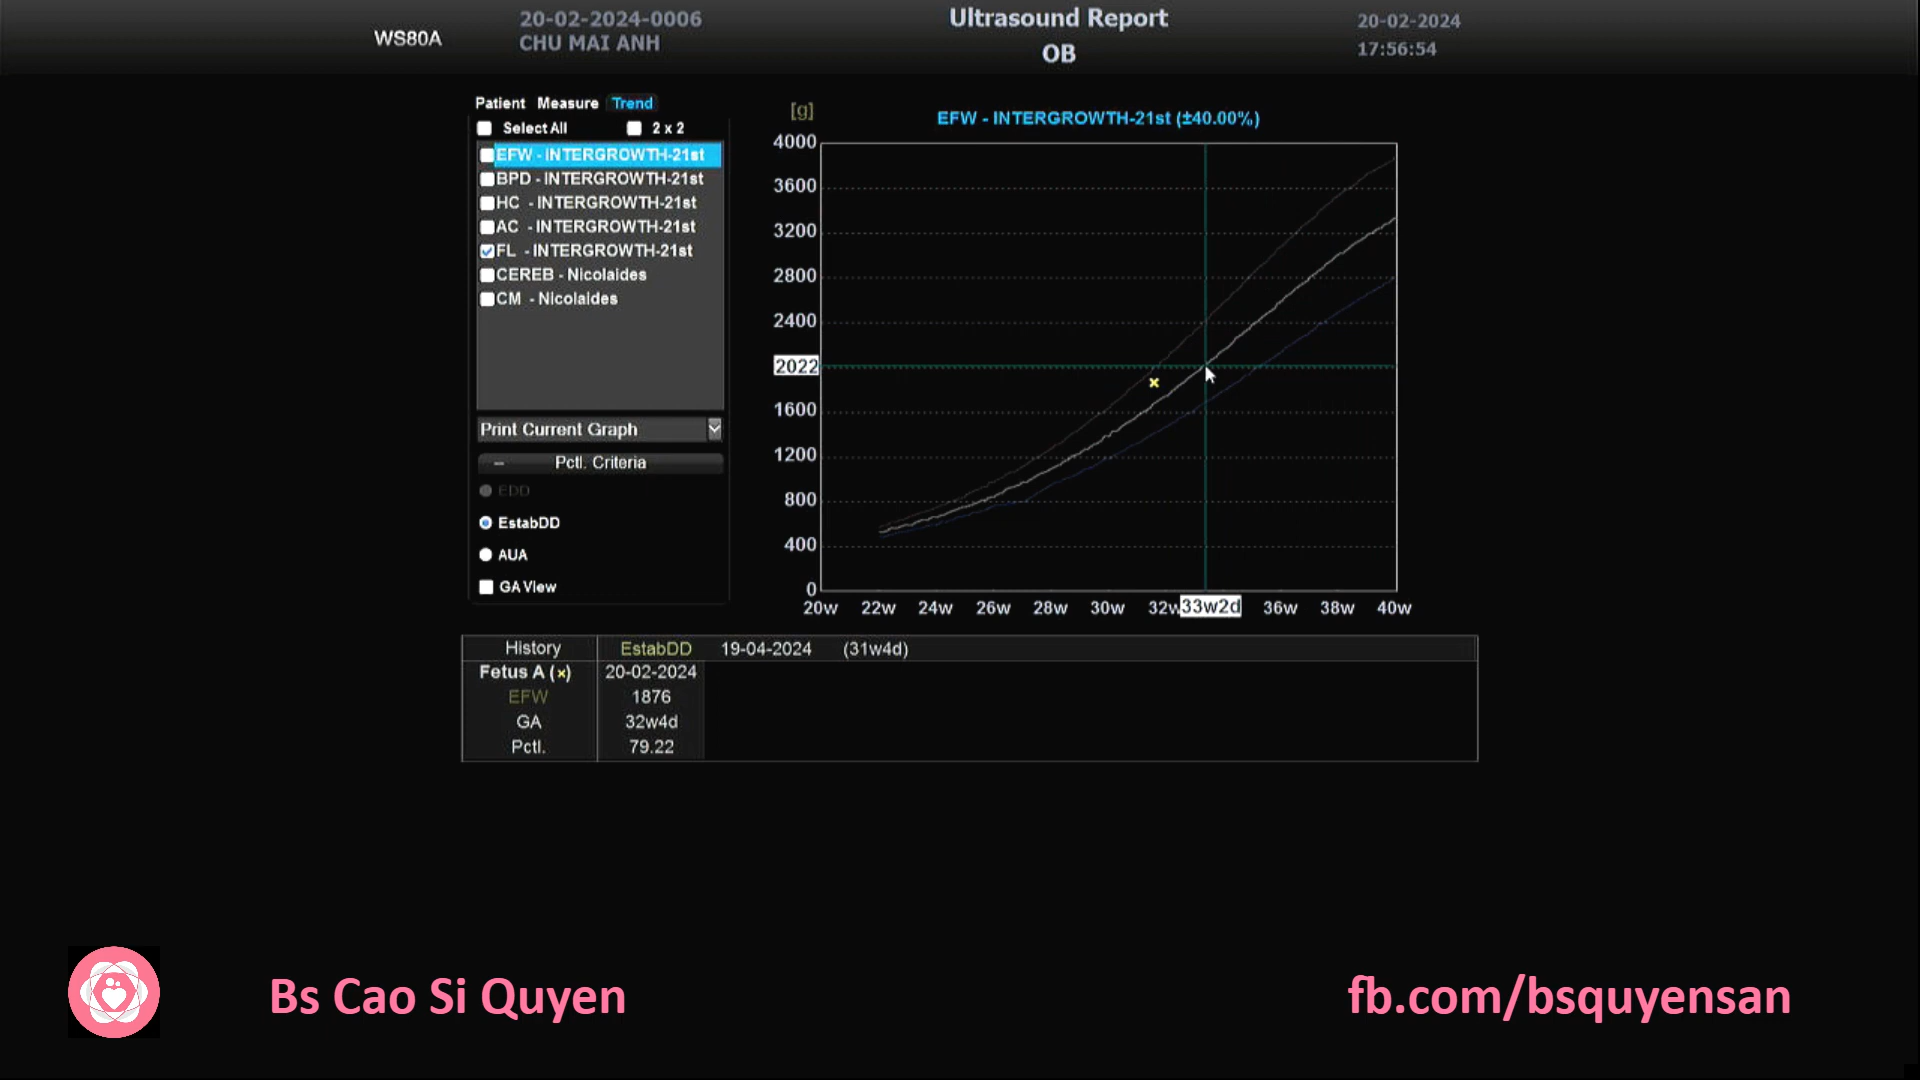 WS80A
20-02-2024-0006
CHU MAI ANH
Ultrasound Report
OB
20-02-2024
17:56:54
Patient Measure Trend
Select All 2 x 2
EFW - INTERGROWTH-21st
BPD - INTERGROWTH-21st
HC - INTERGROWTH-21st
AC - INTERGROWTH-21st
FL - INTERGROWTH-21st
CEREB - Nicolaides
CM - Nicolaides
Print Current Graph
– Pctl. Criteria
EDD
EstabDD
AUA
GA View
[g]
EFW - INTERGROWTH-21st (±40.00%)
4000
3600
3200
2800
2400
2022
1600
1200
800
400
0
20w 22w 24w 26w 28w 30w 32w 33w2d 36w 38w 40w
History EstabDD 19-04-2024 (31w4d)
Fetus A (×) 20-02-2024
EFW 1876
GA 32w4d
Pctl. 79.22
Bs Cao Si Quyen
fb.com/bsquyensan